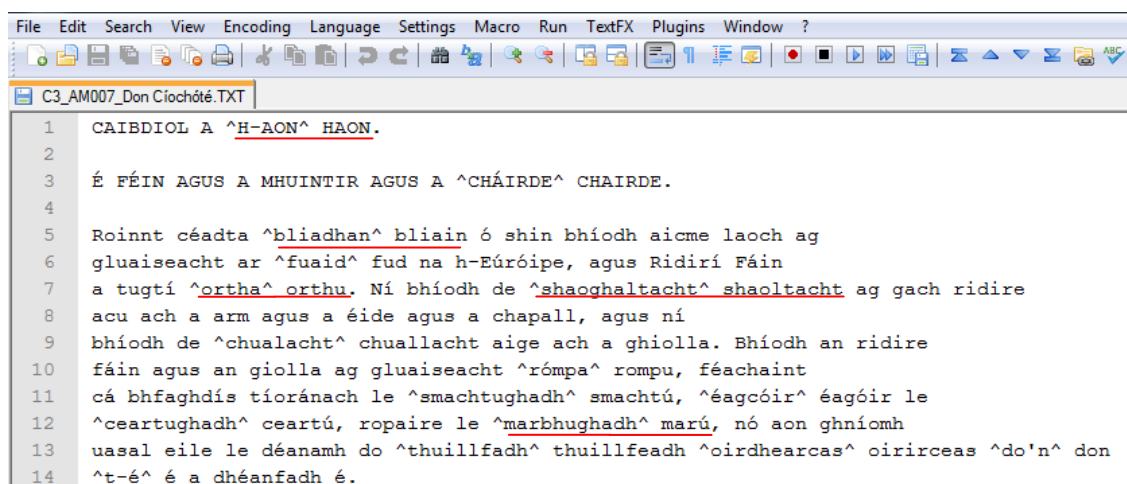 File Edit Search View Encoding Language Settings Macro Run TextFX Plugins Window ?
ABC
C3_AM007_Don Cíochóté.TXT
1 CAIBDIOL A ^H-AON^ HAON.
2
3 É FÉIN AGUS A MHUINTIR AGUS A ^CHÁIRDE^ CHAIRDE.
4
5 Roinnt céadta ^bliadhan^ bliain ó shin bhíodh aicme laoch ag
6 gluaiseacht ar ^fuaid^ fud na h-Eúróipe, agus Ridirí Fáin
7 a tugtí ^ortha^ orthu. Ní bhíodh de ^shaoghaltacht^ shaoltacht ag gach ridire
8 acu ach a arm agus a éide agus a chapall, agus ní
9 bhíodh de ^chualacht^ chuallacht aige ach a ghiolla. Bhíodh an ridire
10 fáin agus an giolla ag gluaiseacht ^rómpa^ rompu, féachaint
11 cá bhfaghdís tíoránach le ^smachtughadh^ smachtú, ^éagcóir^ éagóir le
12 ^ceartughadh^ ceartú, ropaire le ^marbhughadh^ marú, nó aon ghníomh
13 uasal eile le déanamh do ^thuillfadh^ thuillfeadh ^oirdhearcas^ oirirceas ^do'n^ don
14 ^t-é^ é a dhéanfadh é.